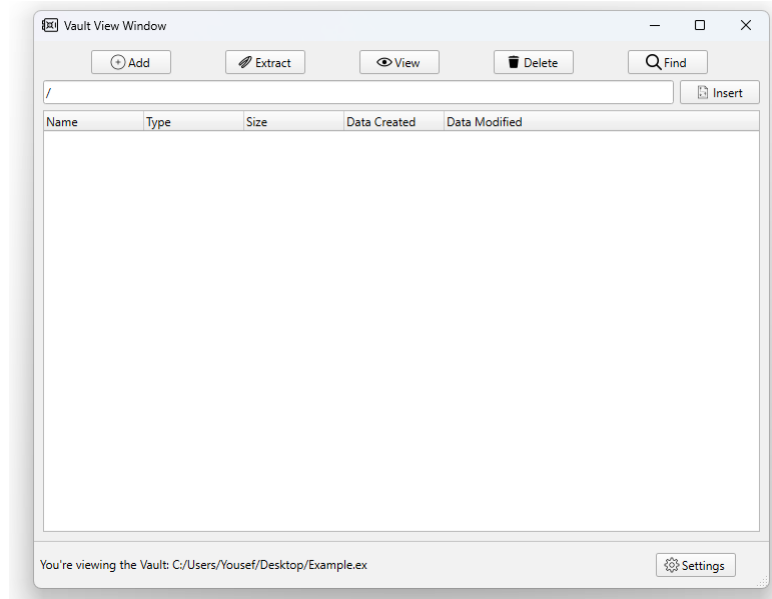 Vault View Window
Add Extract View Delete Find
/ Insert
Name Type Size Data Created Data Modified
You're viewing the Vault: C:/Users/Yousef/Desktop/Example.ex Settings